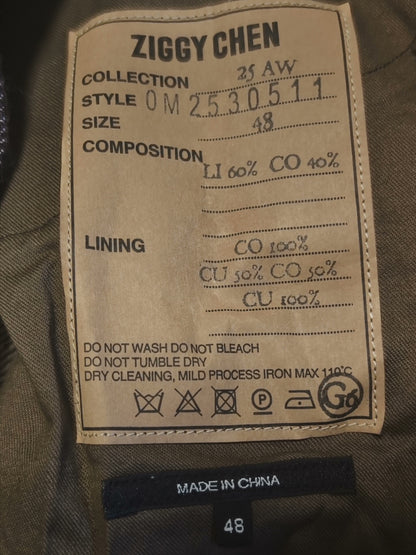 ZIGGY CHEN
COLLECTION 25 AW
STYLE 0M2530511
SIZE 48
COMPOSITION
LI 60% CO 40%
LINING CO 100%
CU 50% CO 50%
CU 100%
DO NOT WASH DO NOT BLEACH
DO NOT TUMBLE DRY
DRY CLEANING, MILD PROCESS IRON MAX 110°C
P
G6
MADE IN CHINA
48